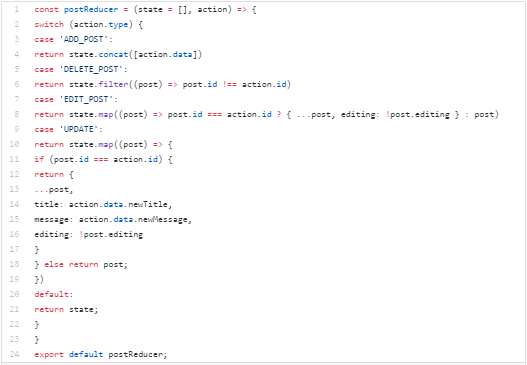 1 const postReducer = (state = [], action) => {
2 switch (action.type) {
3 case 'ADD_POST':
4 return state.concat([action.data])
5 case 'DELETE_POST':
6 return state.filter((post) => post.id !== action.id)
7 case 'EDIT_POST':
8 return state.map((post) => post.id === action.id ? { ...post, editing: !post.editing } : post)
9 case 'UPDATE':
10 return state.map((post) => {
11 if (post.id === action.id) {
12 return {
13 ...post,
14 title: action.data.newTitle,
15 message: action.data.newMessage,
16 editing: !post.editing
17 }
18 } else return post;
19 })
20 default:
21 return state;
22 }
23 }
24 export default postReducer;